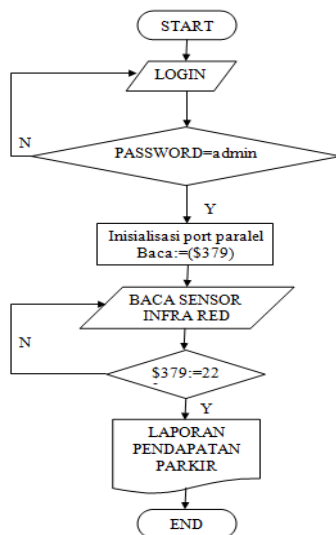 START
LOGIN
N
PASSWORD=admin
Y
Inisialisasi port paralel
Baca:=($379)
BACA SENSOR
INFRA RED
N
$379:=22
Y
LAPORAN
PENDAPATAN
PARKIR
END